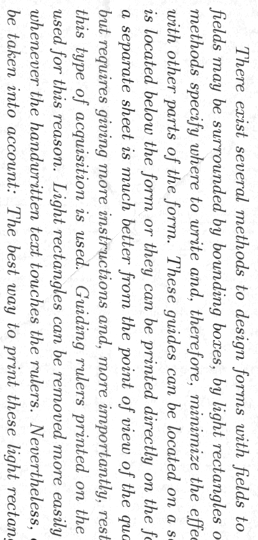 There exist several methods to design forms with fields to
fields may be surrounded by bounding boxes, by light rectangles o
methods specify where to write and, therefore, minimize the effec
with other parts of the form. These guides can be located on a s
is located below the form or they can be printed directly on the fo
a separate sheet is much better from the point of view of the qua
but requires giving more instructions and, more importantly, rest
this type of acquisition is used. Guiding rulers printed on the
used for this reason. Light rectangles can be removed more easily
whenever the handwritten text touches the rulers. Nevertheless,
be taken into account: The best way to print these light rectan